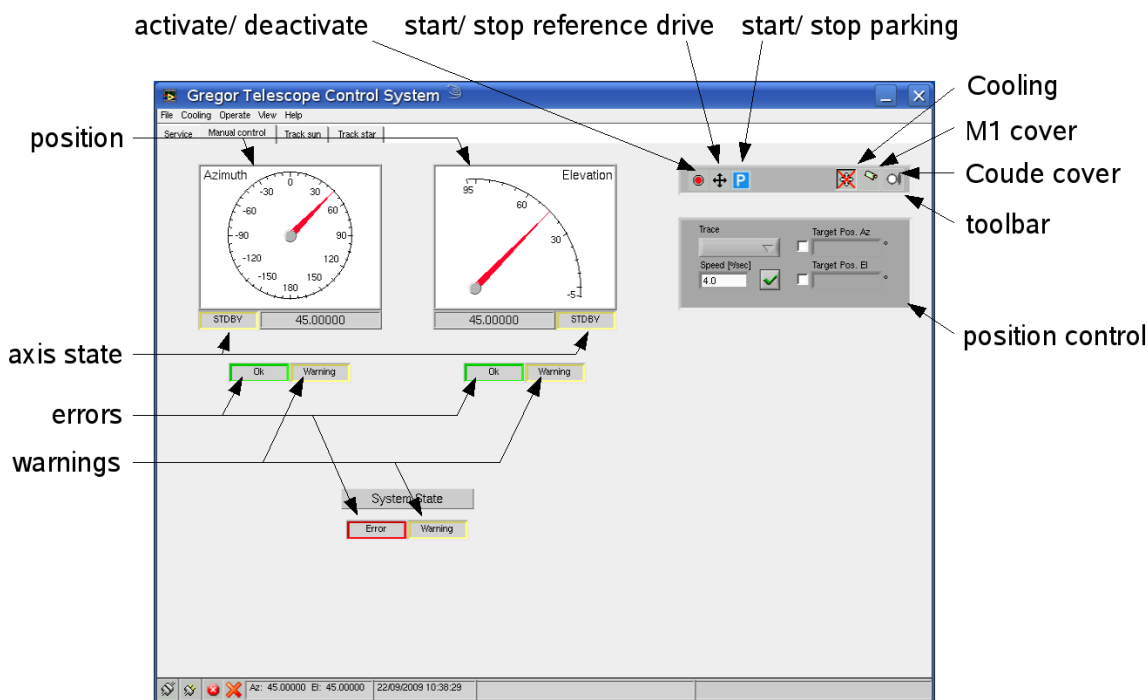 activate/ deactivate start/ stop reference drive start/ stop parking
Gregor Telescope Control System
File Cooling Operate View Help
Service Manual control Track sun Track star
Cooling
M1 cover
Coude cover
toolbar
position
Azimuth
0
-30 30
-60 60
-90 90
-120 120
-150 150
180
Elevation
95
60
30
-5
P
Trace
Target Pos. Az
°
Speed [°/sec]
4.0
Target Pos. El
°
position control
STDBY 45.00000 45.00000 STDBY
axis state
Ok Warning Ok Warning
errors
warnings
System State
Error Warning
Az: 45.00000 El: 45.00000 22/09/2009 10:38:29